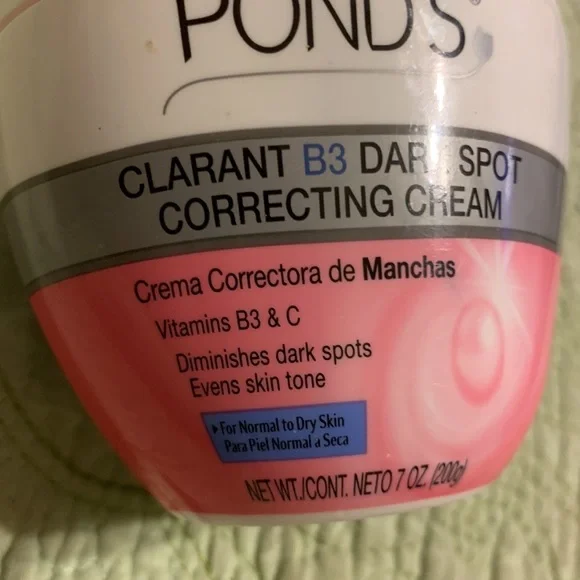 POND'S
CLARANT B3 DARK SPOT
CORRECTING CREAM
Crema Correctora de Manchas
Vitamins B3 & C
Diminishes dark spots
Evens skin tone
For Normal to Dry Skin
Para Piel Normal a Seca
NET WT./CONT. NETO 7 OZ. (200g)